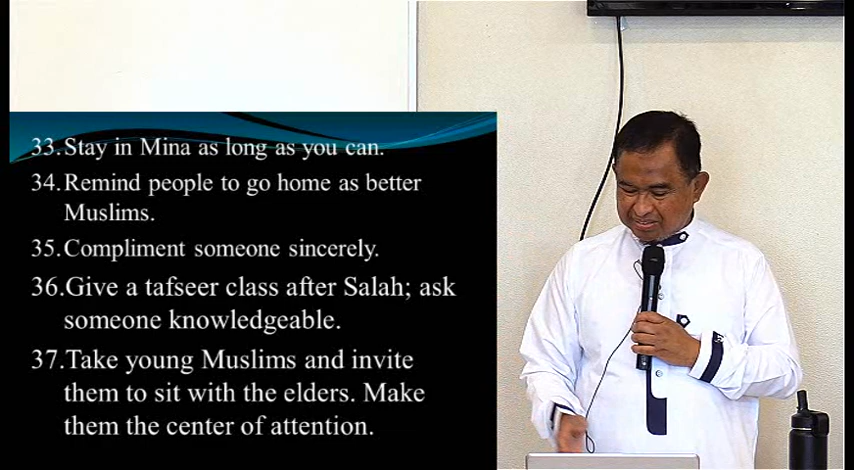 33.Stay in Mina as long as you can.
34.Remind people to go home as better
Muslims.
35.Compliment someone sincerely.
36.Give a tafseer class after Salah; ask
someone knowledgeable.
37.Take young Muslims and invite
them to sit with the elders. Make
them the center of attention.